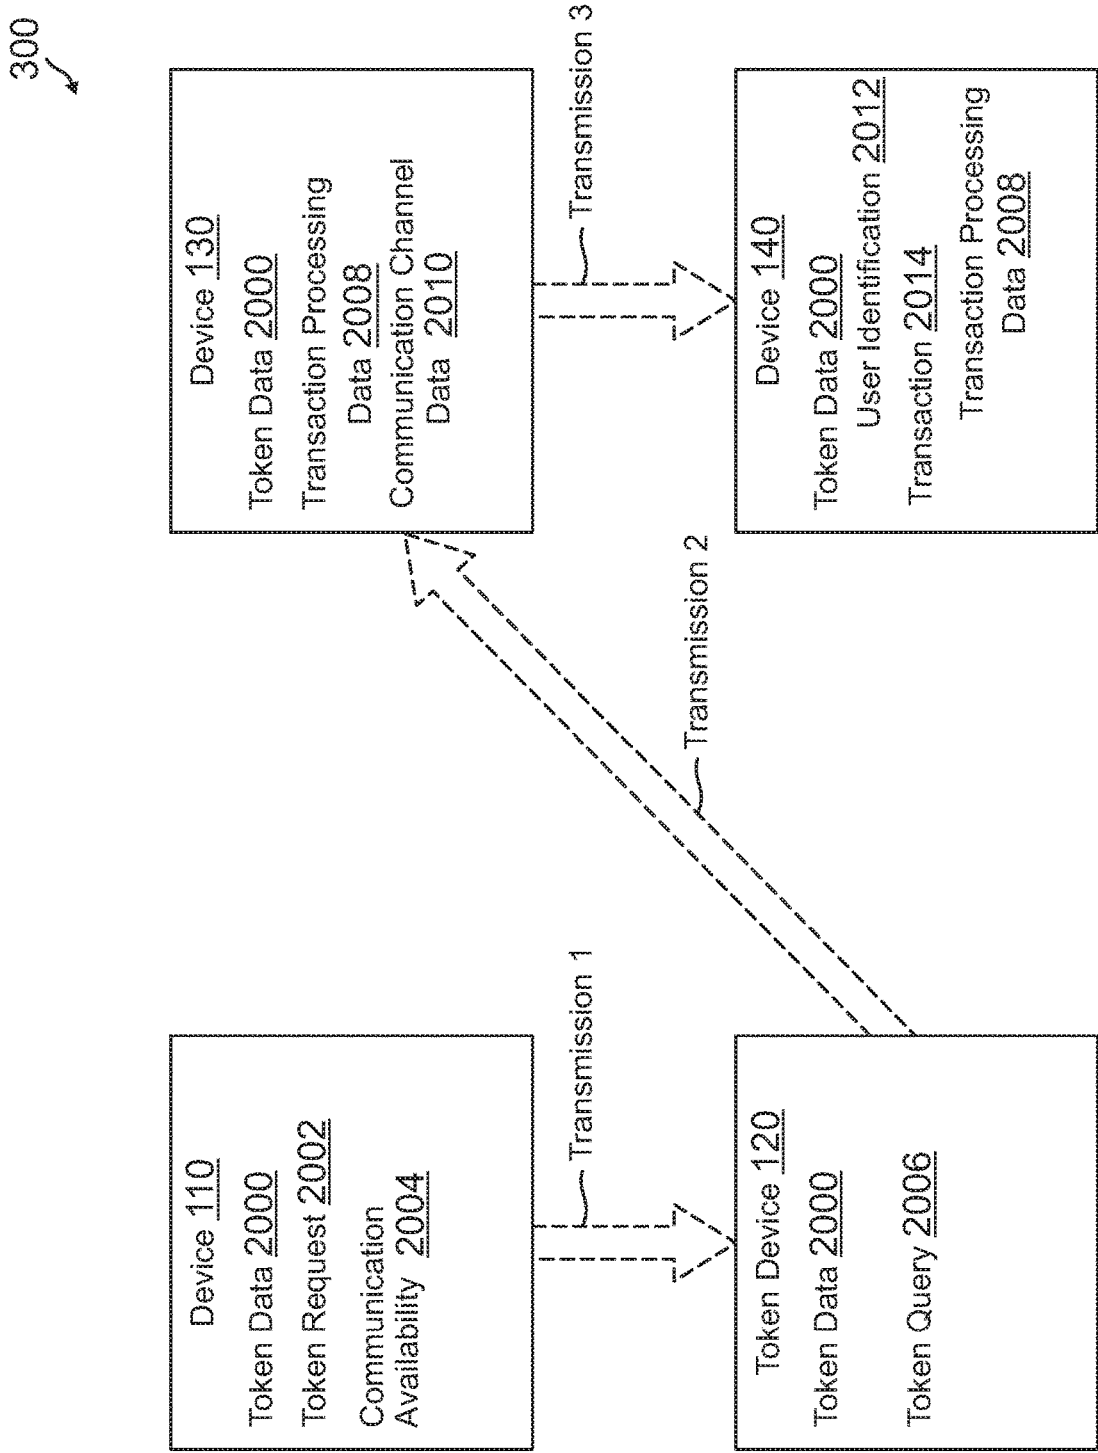 300
Device 110
Token Data 2000
Token Request 2002
Communication
Availability 2004
Transmission 1
Token Device 120
Token Data 2000
Token Query 2006
Transmission 2
Device 130
Token Data 2000
Transaction Processing
Data 2008
Communication Channel
Data 2010
Transmission 3
Device 140
Token Data 2000
User Identification 2012
Transaction 2014
Transaction Processing
Data 2008